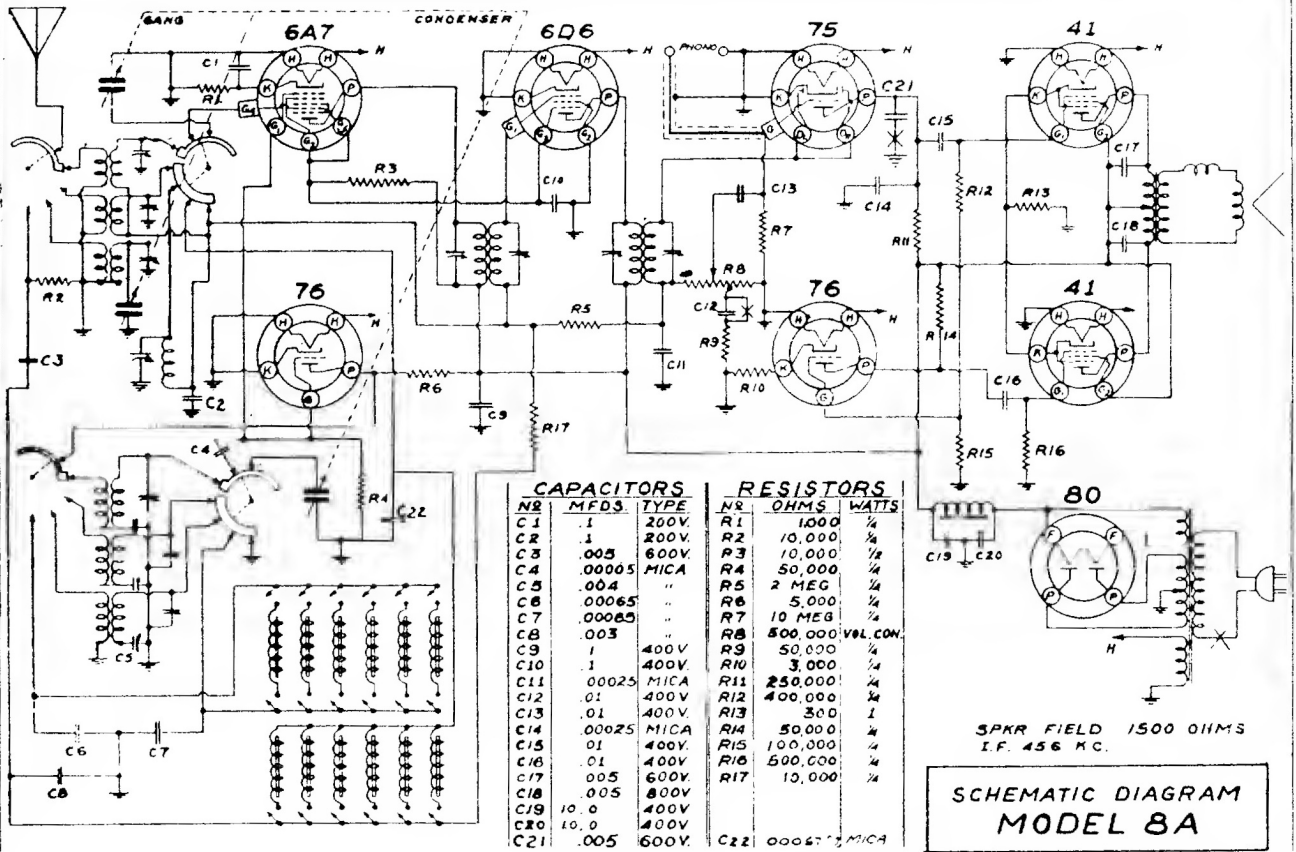 GANG CONDENSER
6A7 6D6 75 41
H H H H H H H H
PHONO
C1 R1 R3 C10 C13 C14 C21 C15 R12 R13 C17 C18
K P G1 G2
R2 C3 C2
76 76 41
R5 R6 R7 R8 R9 R10 R11 R14
C9 C11 C12 C16
R17 R15 R16
C4 R4 C22
C5 C6 C7 C8
80
C19 C20
F F P P
H
CAPACITORS
Nº MFDS. TYPE
C1 .1 200V.
C2 .1 200V.
C3 .005 600V.
C4 .00005 MICA
C5 .004 "
C6 .00065 "
C7 .00085 "
C8 .003 "
C9 .1 400V
C10 .1 400V.
C11 .00025 MICA
C12 .01 400V
C13 .01 400V.
C14 .00025 MICA
C15 .01 400V.
C16 .01 400V.
C17 .005 600V.
C18 .005 800V
C19 10.0 400V
C20 10.0 400V
C21 .005 600V.
RESISTORS
Nº OHMS WATTS
R1 1,000 ¼
R2 10,000 ¼
R3 10,000 ½
R4 50,000 ¼
R5 2 MEG ¼
R6 5,000 ¼
R7 10 MEG ¼
R8 500,000 VOL. CON.
R9 50,000 ¼
R10 3,000 ¼
R11 250,000 ¼
R12 400,000 ¼
R13 300 1
R14 50,000 ¼
R15 100,000 ¼
R16 500,000 ¼
R17 10,000 ¼
C22 MICA
SPKR FIELD 1500 OHMS
I.F. 456 KC.
SCHEMATIC DIAGRAM
MODEL 8A